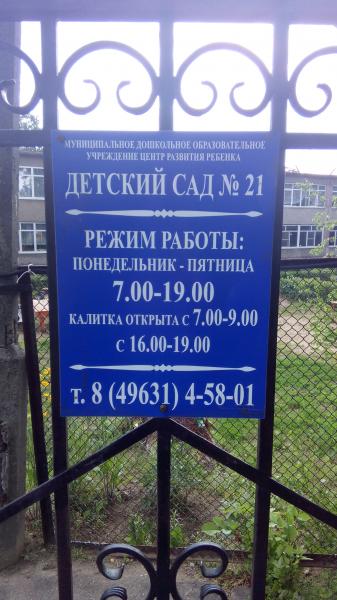 МУНИЦИПАЛЬНОЕ ДОШКОЛЬНОЕ ОБРАЗОВАТЕЛЬНОЕ
УЧРЕЖДЕНИЕ ЦЕНТР РАЗВИТИЯ РЕБЕНКА
ДЕТСКИЙ САД № 21
РЕЖИМ РАБОТЫ:
ПОНЕДЕЛЬНИК - ПЯТНИЦА
7.00-19.00
КАЛИТКА ОТКРЫТА С 7.00-9.00
С 16.00-19.00
т. 8 (49631) 4-58-01